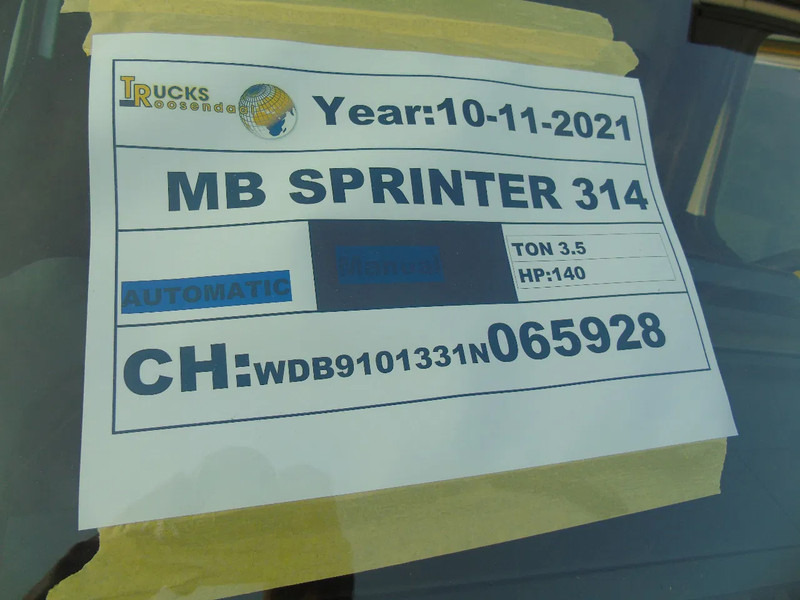 TRUCKS
Roosenda
Year:10-11-2021
MB SPRINTER 314
AUTOMATIC
TON 3.5
HP:140
CH:WDB9101331N065928